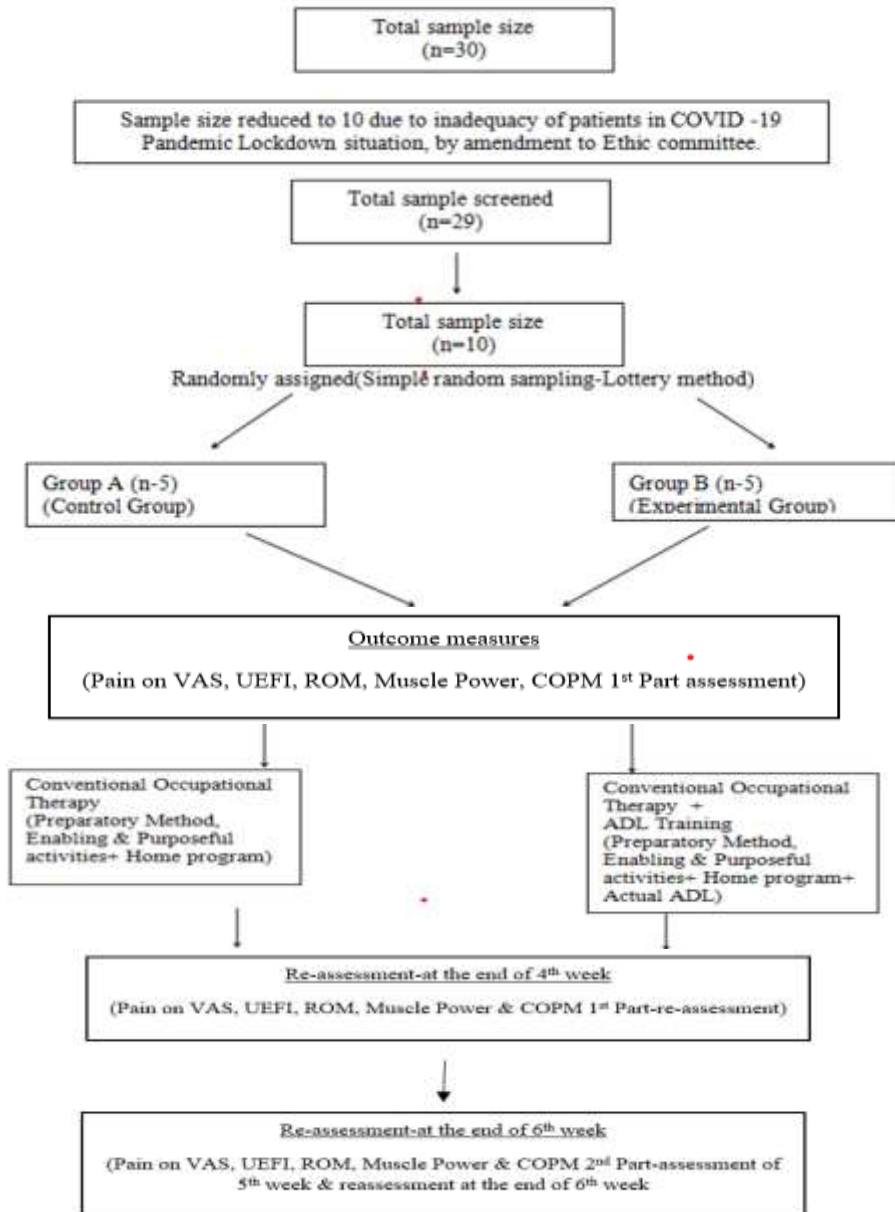 Total sample size
(n=30)
Sample size reduced to 10 due to inadequacy of patients in COVID -19
Pandemic Lockdown situation, by amendment to Ethic committee.
Total sample screened
(n=29)
Total sample size
(n=10)
Randomly assigned(Simple random sampling-Lottery method)
Group A (n-5)
(Control Group)
Group B (n-5)
(Experimental Group)
Outcome measures
(Pain on VAS, UEFI, ROM, Muscle Power, COPM 1st Part assessment)
Conventional Occupational
Therapy
(Preparatory Method,
Enabling & Purposeful
activities+ Home program)
Conventional Occupational
Therapy +
ADL Training
(Preparatory Method,
Enabling & Purposeful
activities+ Home program+
Actual ADL)
Re-assessment-at the end of 4th week
(Pain on VAS, UEFI, ROM, Muscle Power & COPM 1st Part-re-assessment)
Re-assessment-at the end of 6th week
(Pain on VAS, UEFI, ROM, Muscle Power & COPM 2nd Part-assessment of
5th week & reassessment at the end of 6th week